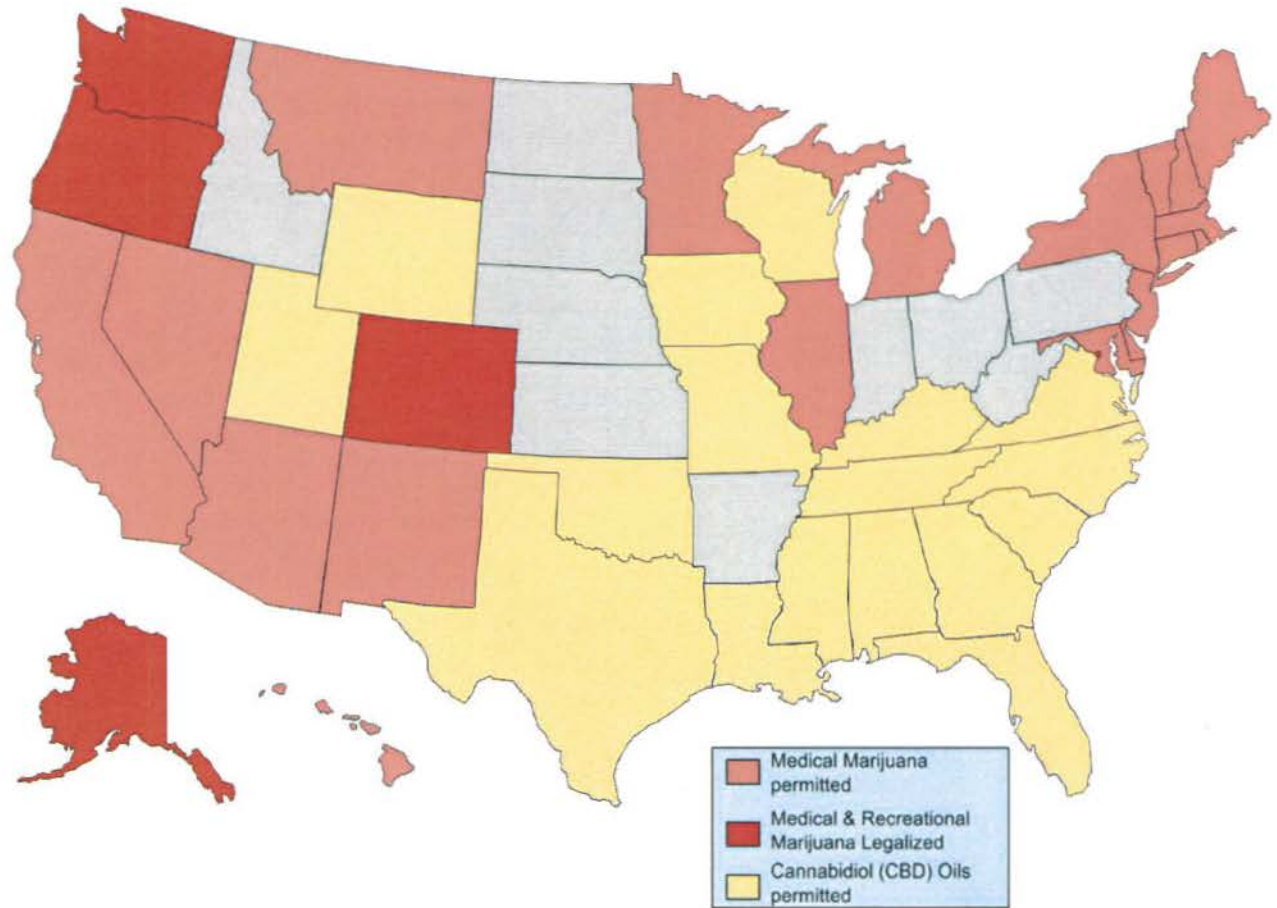 Medical Marijuana
permitted
Medical & Recreational
Marijuana Legalized
Cannabidiol (CBD) Oils
permitted